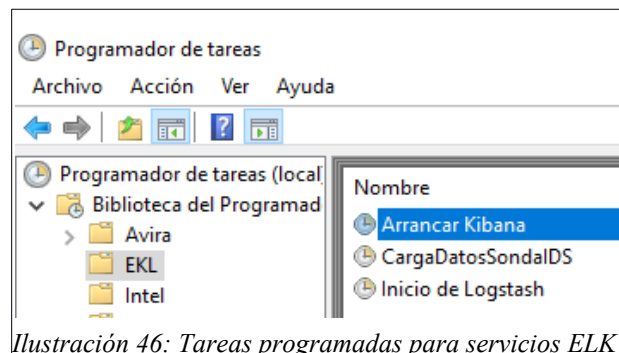 Programador de tareas
Archivo Acción Ver Ayuda
Programador de tareas (local)
Biblioteca del Programad
Avira
EKL
Intel
Nombre
Arrancar Kibana
CargaDatosSondaIDS
Inicio de Logstash
Ilustración 46: Tareas programadas para servicios ELK